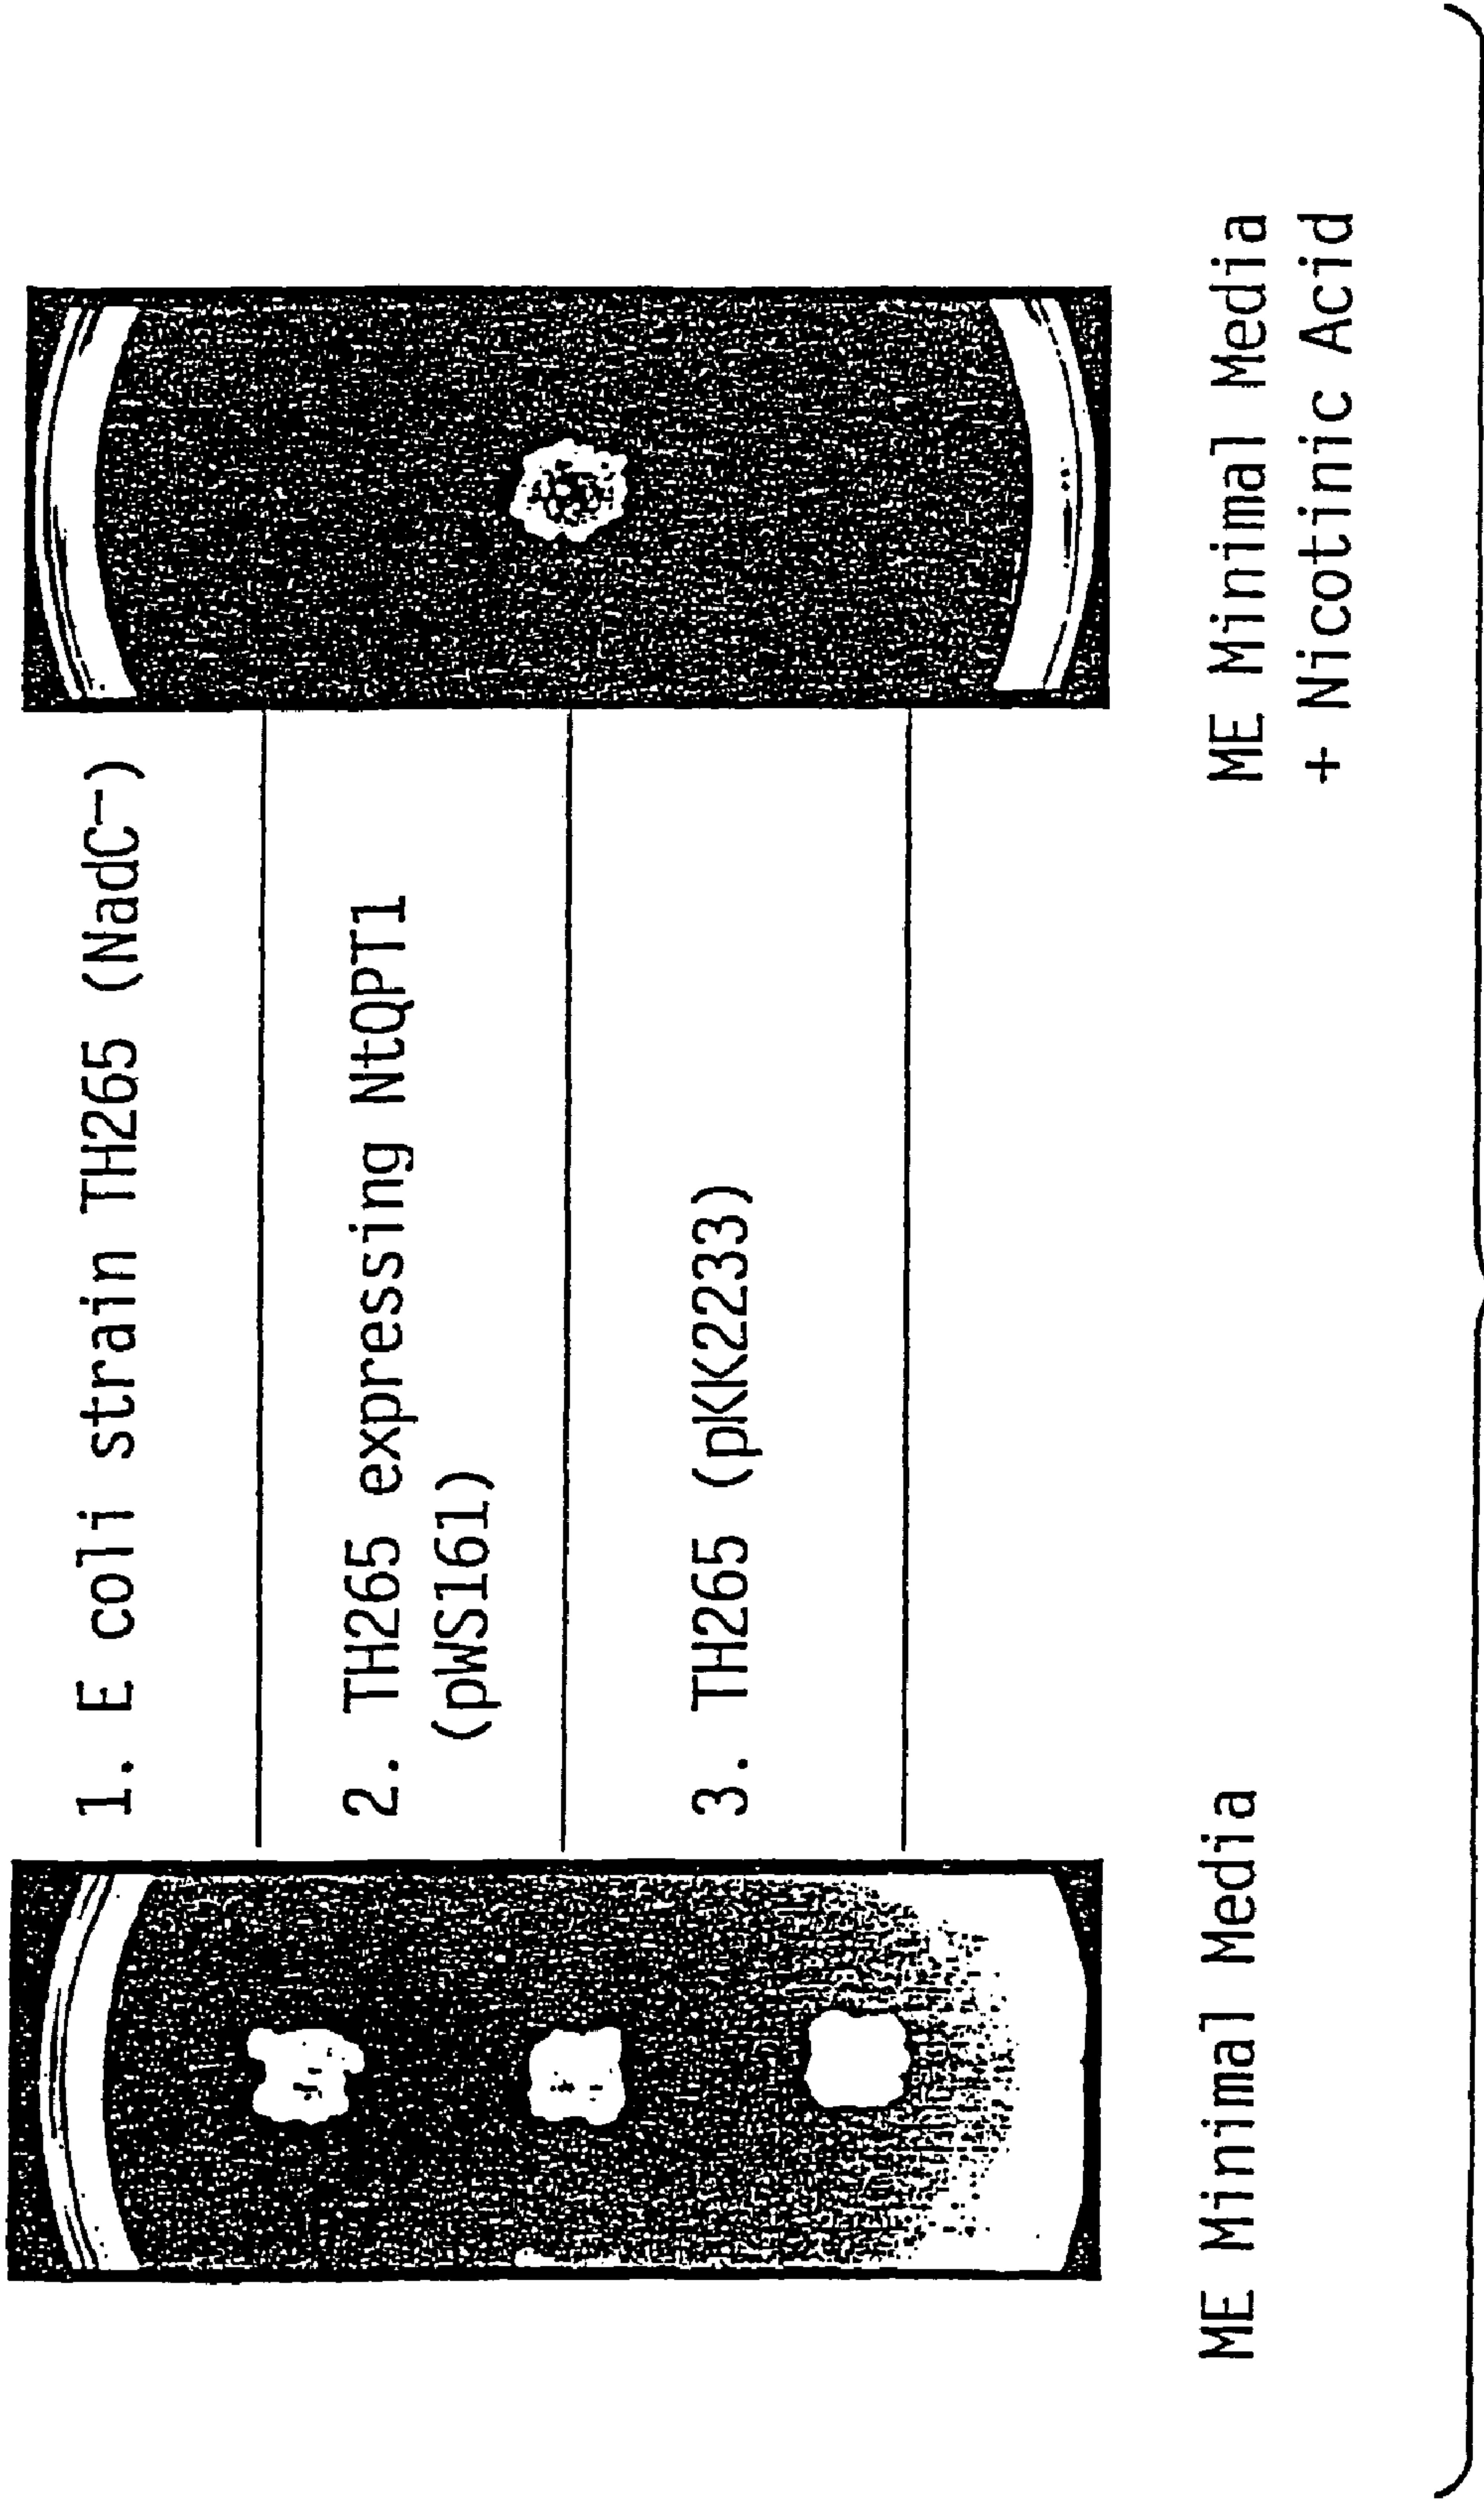 1. E coli strain TH265 (NadC⁻)
2. TH265 expressing NtQPT1
(pWS161)
3. TH265 (pKK2233)
ME Minimal Media
ME Minimal Media
+ Nicotinic Acid